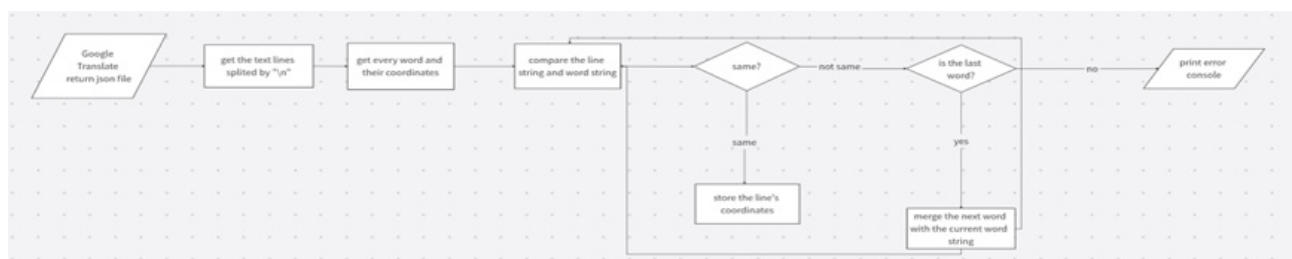 Google
Translate
return json file
get the text lines
splited by "\n"
get every word and
their coordinates
compare the line
string and word string
same?
not same
is the last
word?
no
print error
console
same
yes
store the line's
coordinates
merge the next word
with the current word
string